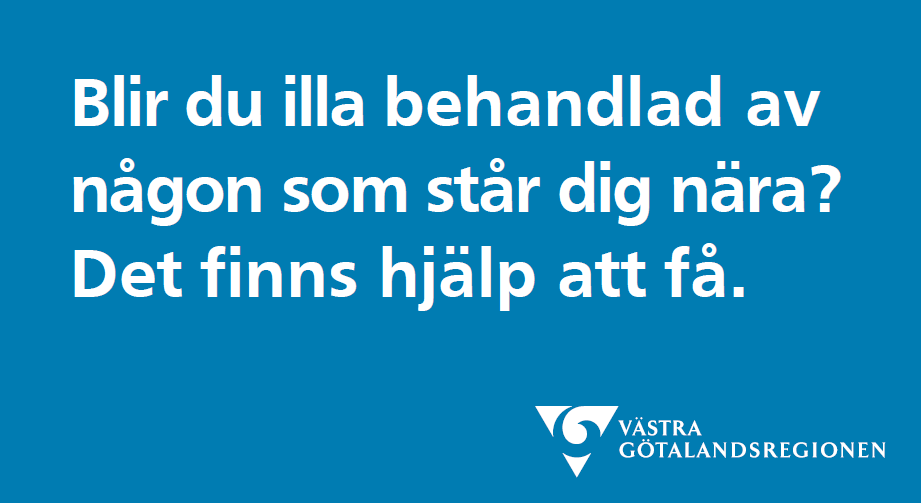 Blir du illa behandlad av
någon som står dig nära?
Det finns hjälp att få.
VÄSTRA
GÖTALANDSREGIONEN